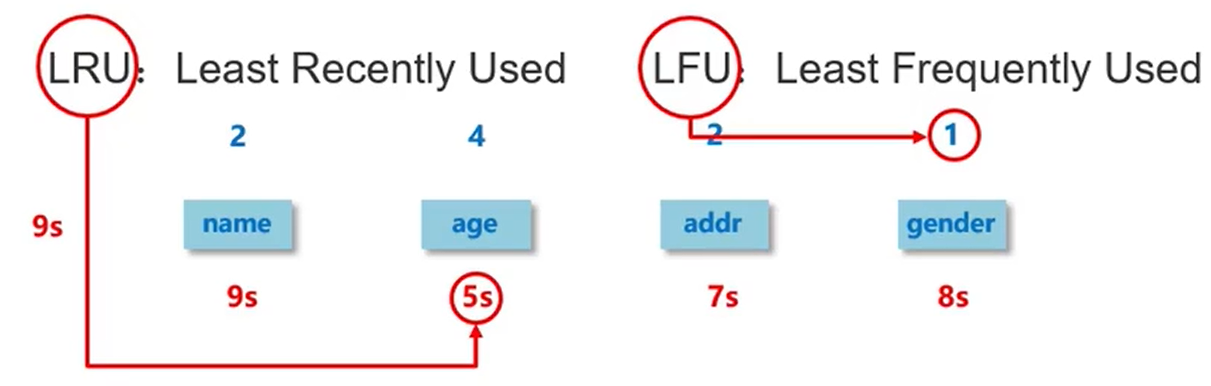 LRU： Least Recently Used LFU： Least Frequently Used
2 4 2 1
9s name age addr gender
9s 5s 7s 8s